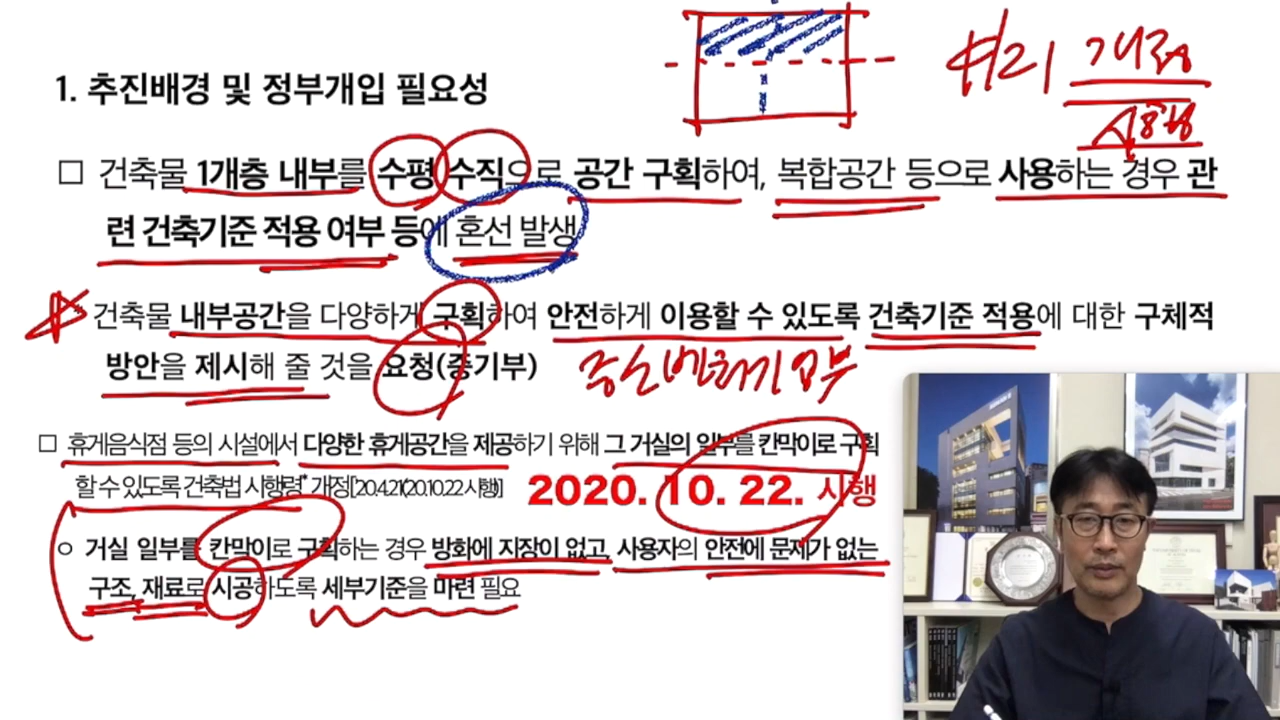 1. 추진배경 및 정부개입 필요성
4/21 개정
시행
□ 건축물 1개층 내부를 수평 수직으로 공간 구획하여, 복합공간 등으로 사용하는 경우 관
련 건축기준 적용 여부 등에 혼선 발생
건축물 내부공간을 다양하게 구획하여 안전하게 이용할 수 있도록 건축기준 적용에 대한 구체적
방안을 제시해 줄 것을 요청(중기부)
□ 휴게음식점 등의 시설에서 다양한 휴게공간을 제공하기 위해 그 거실의 일부를 칸막이로 구획
할 수 있도록 건축법 시행령* 개정['20.4.21('20.10.22 시행)]
2020. 10. 22. 시행
○ 거실 일부를 칸막이로 구획하는 경우 방화에 지장이 없고, 사용자의 안전에 문제가 없는
구조, 재료로 시공하도록 세부기준을 마련 필요